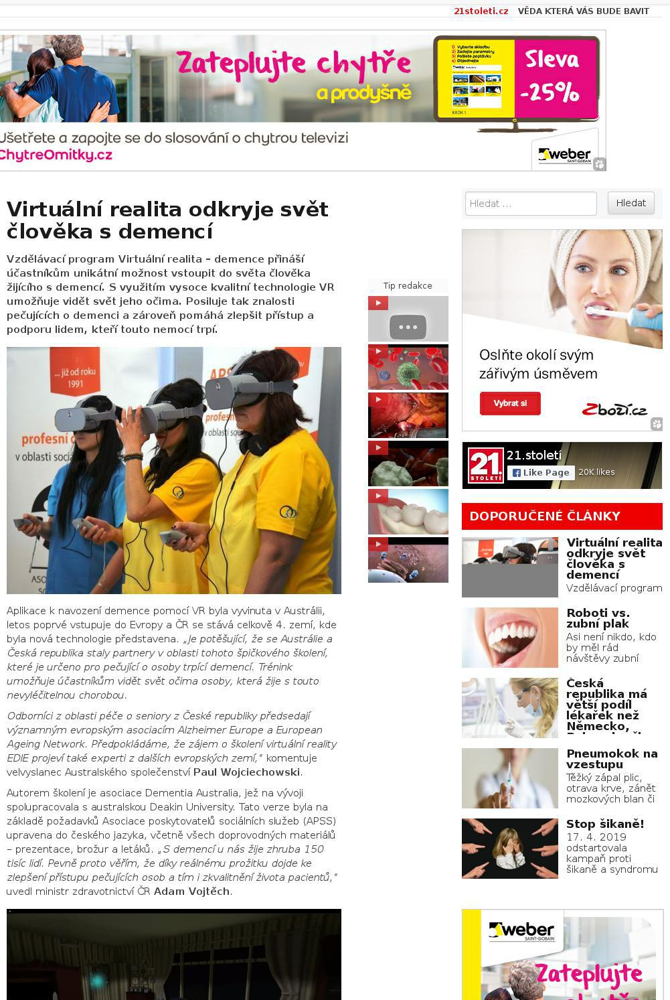 21stoleti.cz VĚDA KTERÁ VÁS BUDE BAVIT
Zateplujte chytře
a prodyšně
1) Vyberte skladbu
2) Zadejte parametry
3) Pošlete poptávku
4) Objednejte
weber
KROK 1
Sleva
-25%
Ušetřete a zapojte se do slosování o chytrou televizi
ChytreOmitky.cz
weber
SAINT-GOBAIN
Virtuální realita odkryje svět
člověka s demencí
Vzdělávací program Virtuální realita – demence přináší
účastníkům unikátní možnost vstoupit do světa člověka
žijícího s demencí. S využitím vysoce kvalitní technologie VR
umožňuje vidět svět jeho očima. Posiluje tak znalosti
pečujících o demenci a zároveň pomáhá zlepšit přístup a
podporu lidem, kteří touto nemocí trpí.
... již od roku
1991
APS
profesní o
v oblasti sociá
profesn
v oblasti so
ASO
Aplikace k navození demence pomocí VR byla vyvinuta v Austrálii,
letos poprvé vstupuje do Evropy a ČR se stává celkově 4. zemí, kde
byla nová technologie představena. „Je potěšující, že se Austrálie a
Česká republika staly partnery v oblasti tohoto špičkového školení,
které je určeno pro pečující o osoby trpící demencí. Trénink
umožňuje účastníkům vidět svět očima osoby, která žije s touto
nevyléčitelnou chorobou.
Odborníci z oblasti péče o seniory z České republiky předsedají
významným evropským asociacím Alzheimer Europe a European
Ageing Network. Předpokládáme, že zájem o školení virtuální reality
EDIE projeví také experti z dalších evropských zemí,“ komentuje
velvyslanec Australského společenství Paul Wojciechowski.
Autorem školení je asociace Dementia Australia, jež na vývoji
spolupracovala s australskou Deakin University. Tato verze byla na
základě požadavků Asociace poskytovatelů sociálních služeb (APSS)
upravena do českého jazyka, včetně všech doprovodných materiálů
– prezentace, brožur a letáků. „S demencí u nás žije zhruba 150
tisíc lidí. Pevně proto věřím, že díky reálnému prožitku dojde ke
zlepšení přístupu pečujících osob a tím i zkvalitnění života pacientů,“
uvedl ministr zdravotnictví ČR Adam Vojtěch.
Tip redakce
Hledat ...
Hledat
Oslňte okolí svým
zářivým úsměvem
Vybrat si
Zboží.cz
21.
STOLETÍ
21.století
Like Page
20K likes
DOPORUČENÉ ČLÁNKY
Virtuální realita
odkryje svět
člověka s
demencí
Vzdělávací program
Roboti vs.
zubní plak
Asi není nikdo, kdo
by měl rád
návštěvy zubní
Česká
republika má
větší podíl
lékařek než
Německo,
Pneumokok na
vzestupu
Těžký zápal plic,
otrava krve, zánět
mozkových blan či
Stop šikaně!
17. 4. 2019
odstartovala
kampaň proti
šikaně a syndromu
weber
SAINT-GOBAIN
Zateplujte
chytře